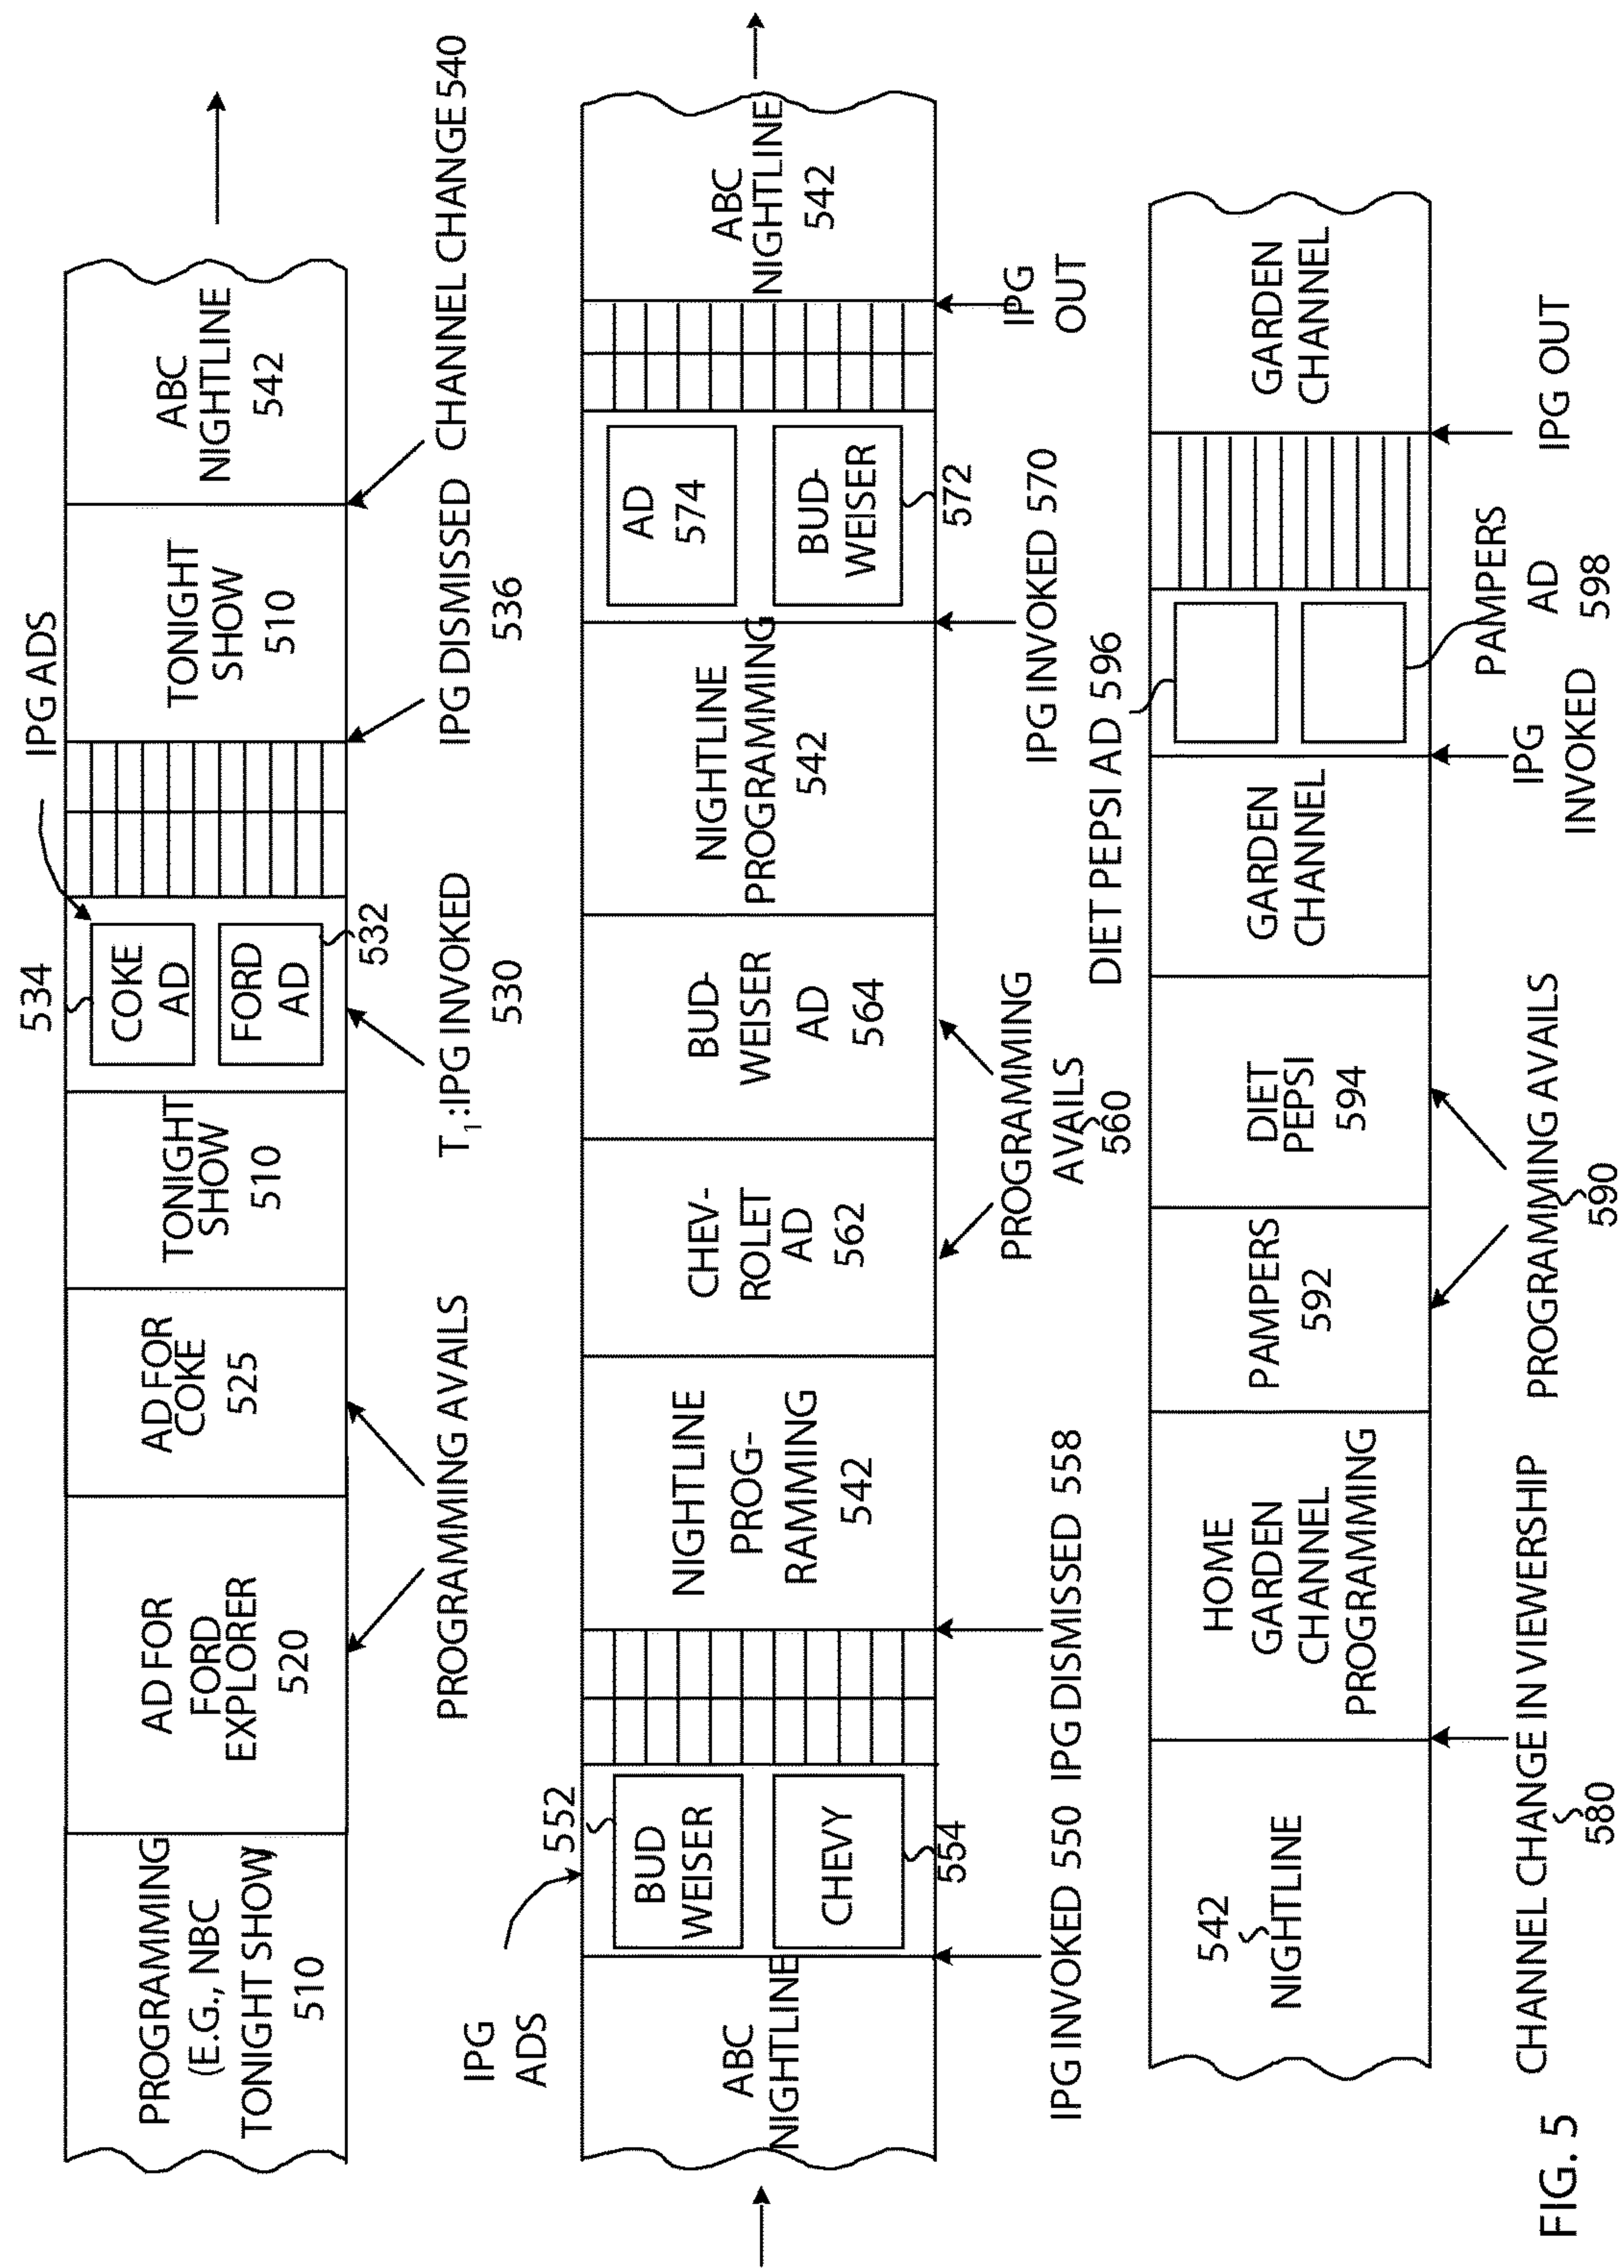 IPG ADS
534
PROGRAMMING
(E.G., NBC
TONIGHT SHOW)
510
AD FOR
FORD
EXPLORER
520
AD FOR
COKE
525
TONIGHT
SHOW
510
COKE
AD
FORD
AD
532
TONIGHT
SHOW
510
ABC
NIGHTLINE
542
PROGRAMMING AVAILS
T1:IPG INVOKED
530
IPG DISMISSED
536
CHANNEL CHANGE 540
IPG
ADS
552
ABC
NIGHTLINE
BUD
WEISER
CHEVY
554
NIGHTLINE
PROG-
RAMMING
542
CHEV-
ROLET
AD
562
BUD-
WEISER
AD
564
NIGHTLINE
PROGRAMMING
542
AD
574
BUD-
WEISER
572
ABC
NIGHTLINE
542
IPG INVOKED 550
IPG DISMISSED 558
PROGRAMMING
AVAILS
560
IPG INVOKED 570
IPG
OUT
542
NIGHTLINE
HOME
GARDEN
CHANNEL
PROGRAMMING
PAMPERS
592
DIET
PEPSI
594
GARDEN
CHANNEL
DIET PEPSI AD 596
GARDEN
CHANNEL
CHANNEL CHANGE IN VIEWERSHIP
580
PROGRAMMING AVAILS
590
IPG
INVOKED
PAMPERS
AD
598
IPG OUT
FIG. 5